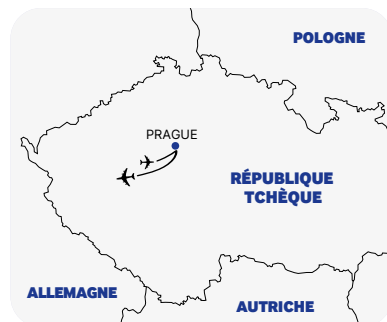 POLOGNE
PRAGUE
RÉPUBLIQUE
TCHÈQUE
ALLEMAGNE
AUTRICHE